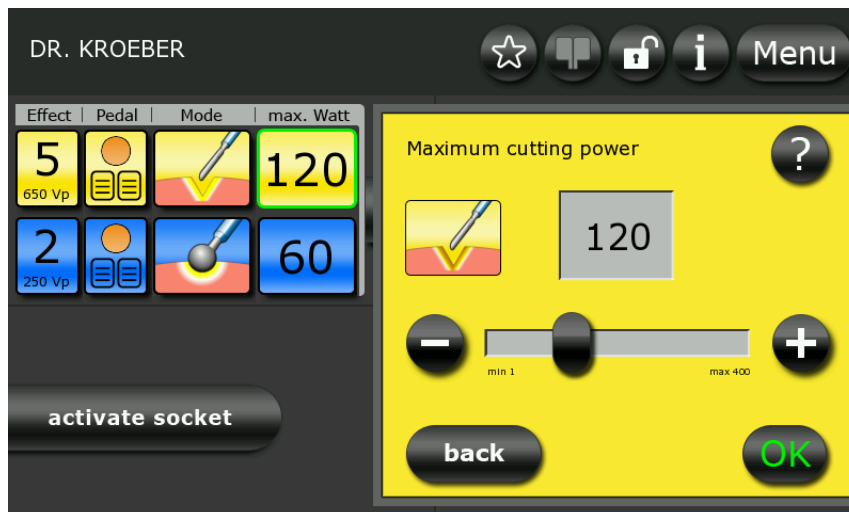 DR. KROEBER
i
Menu
Effect | Pedal | Mode | max. Watt
5
650 Vp
120
2
250 Vp
60
activate socket
Maximum cutting power
?
120
min 1
max 400
back
OK